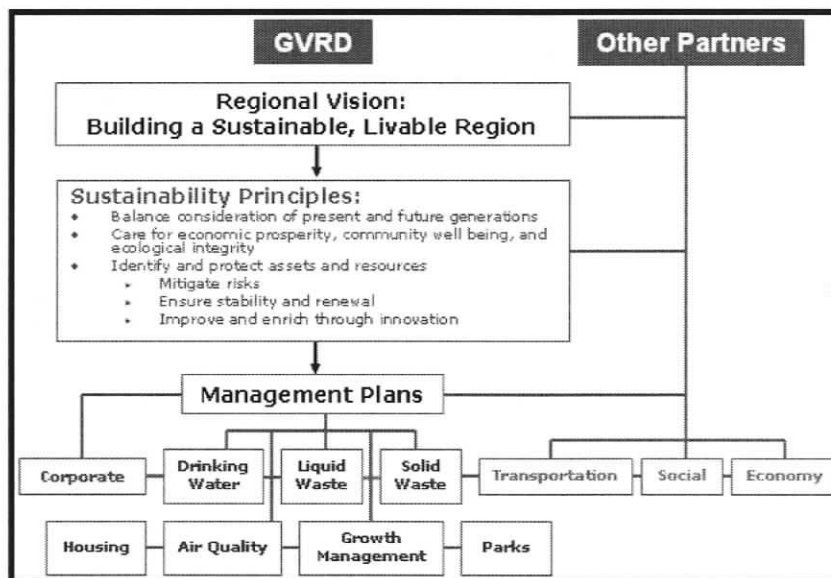 GVRD
Other Partners
Regional Vision:
Building a Sustainable, Livable Region
Sustainability Principles:
Balance consideration of present and future generations
Care for economic prosperity, community well being, and
ecological integrity
Identify and protect assets and resources
Mitigate risks
Ensure stability and renewal
Improve and enrich through innovation
Management Plans
Corporate
Drinking
Water
Liquid
Waste
Solid
Waste
Transportation
Social
Economy
Housing
Air Quality
Growth
Management
Parks